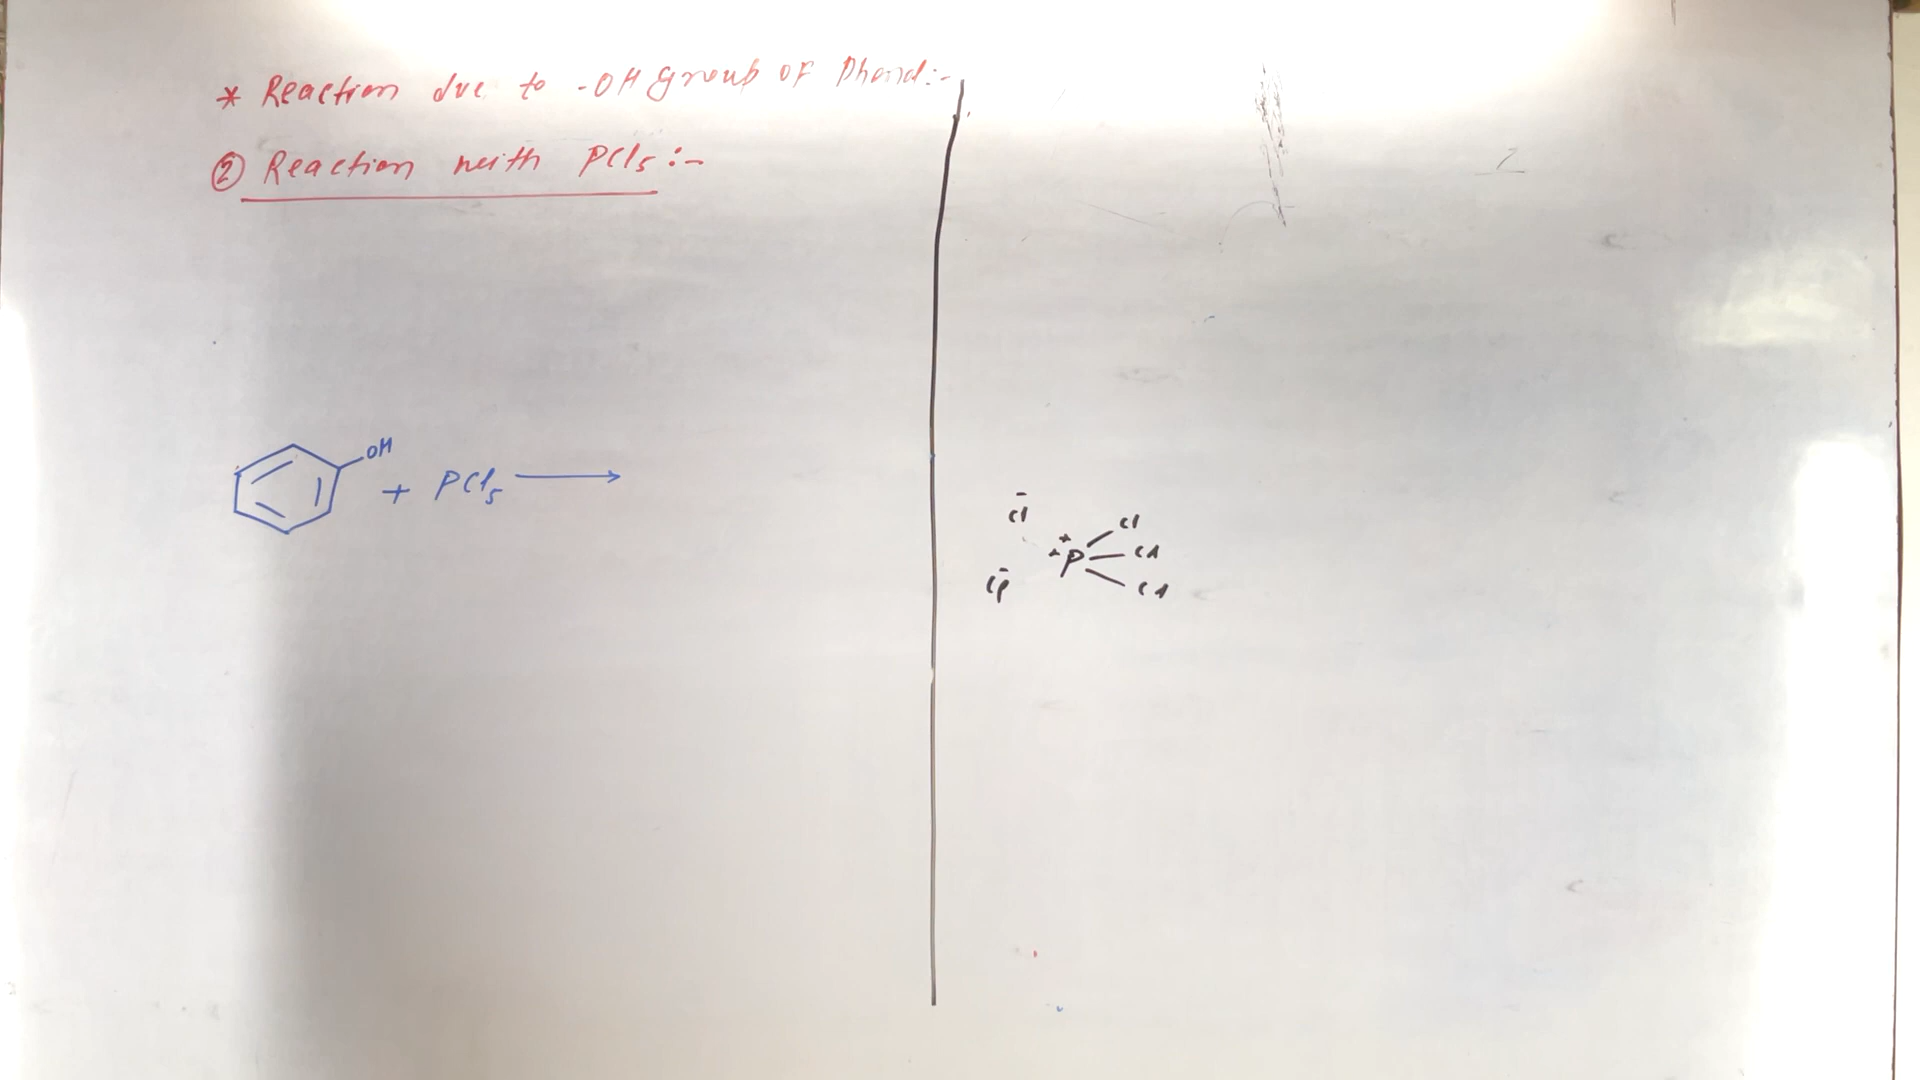 * Reaction due to -OH group of Phenol:-
② Reaction with PCl5:-
OH
+ PCl5 ⟶
Cl⁻
Cl⁻
++P
Cl
Cl
Cl